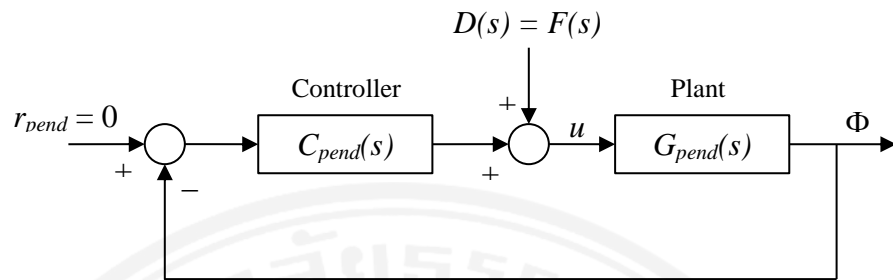 D(s) = F(s)
Controller
Plant
r_pend = 0
+
−
C_pend(s)
+
+
u
G_pend(s)
Φ